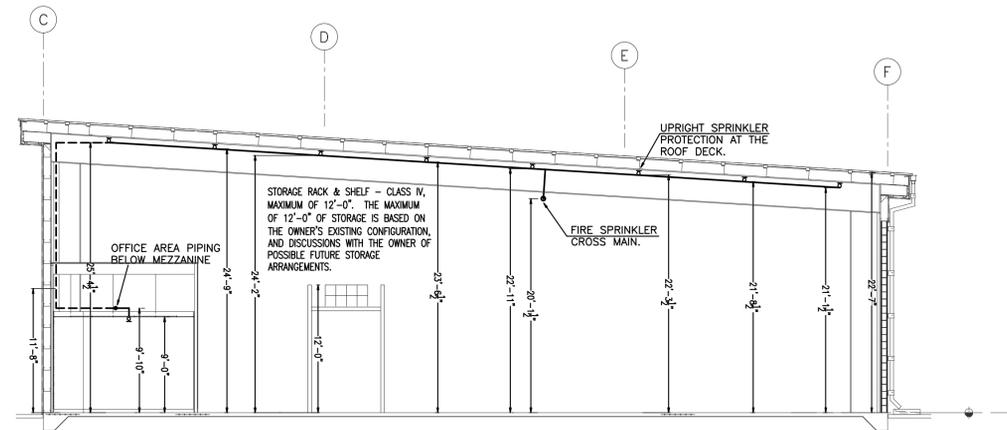 C
D
E
F
UPRIGHT SPRINKLER
PROTECTION AT THE
ROOF DECK.
STORAGE RACK & SHELF – CLASS IV,
MAXIMUM OF 12'-0". THE MAXIMUM
OF 12'-0" OF STORAGE IS BASED ON
THE OWNER'S EXISTING CONFIGURATION,
AND DISCUSSIONS WITH THE OWNER OF
POSSIBLE FUTURE STORAGE
ARRANGEMENTS.
FIRE SPRINKLER
CROSS MAIN.
OFFICE AREA PIPING
BELOW MEZZANINE
11'-8"
25'-4½"
9'-10"
9'-0"
24'-9"
24'-2"
12'-0"
23'-6½"
22'-11"
20'-1½"
22'-3½"
21'-8½"
21'-1½"
22'-7"